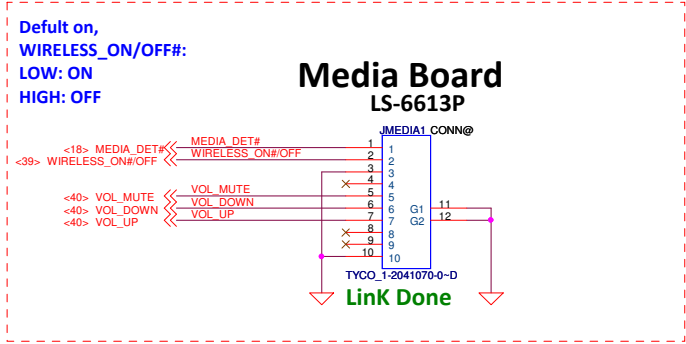 Defult on,
WIRELESS_ON/OFF#:
LOW: ON
HIGH: OFF
Media Board
LS-6613P
JMEDIA1 CONN@
<18> MEDIA_DET# MEDIA_DET# 1 1
<39> WIRELESS_ON#/OFF WIRELESS_ON#/OFF 2 2
3 3
4 4
<40> VOL_MUTE VOL_MUTE 5 5
<40> VOL_DOWN VOL_DOWN 6 6 G1 11
<40> VOL_UP VOL_UP 7 7 G2 12
8 8
9 9
10 10
TYCO_1-2041070-0~D
LinK Done